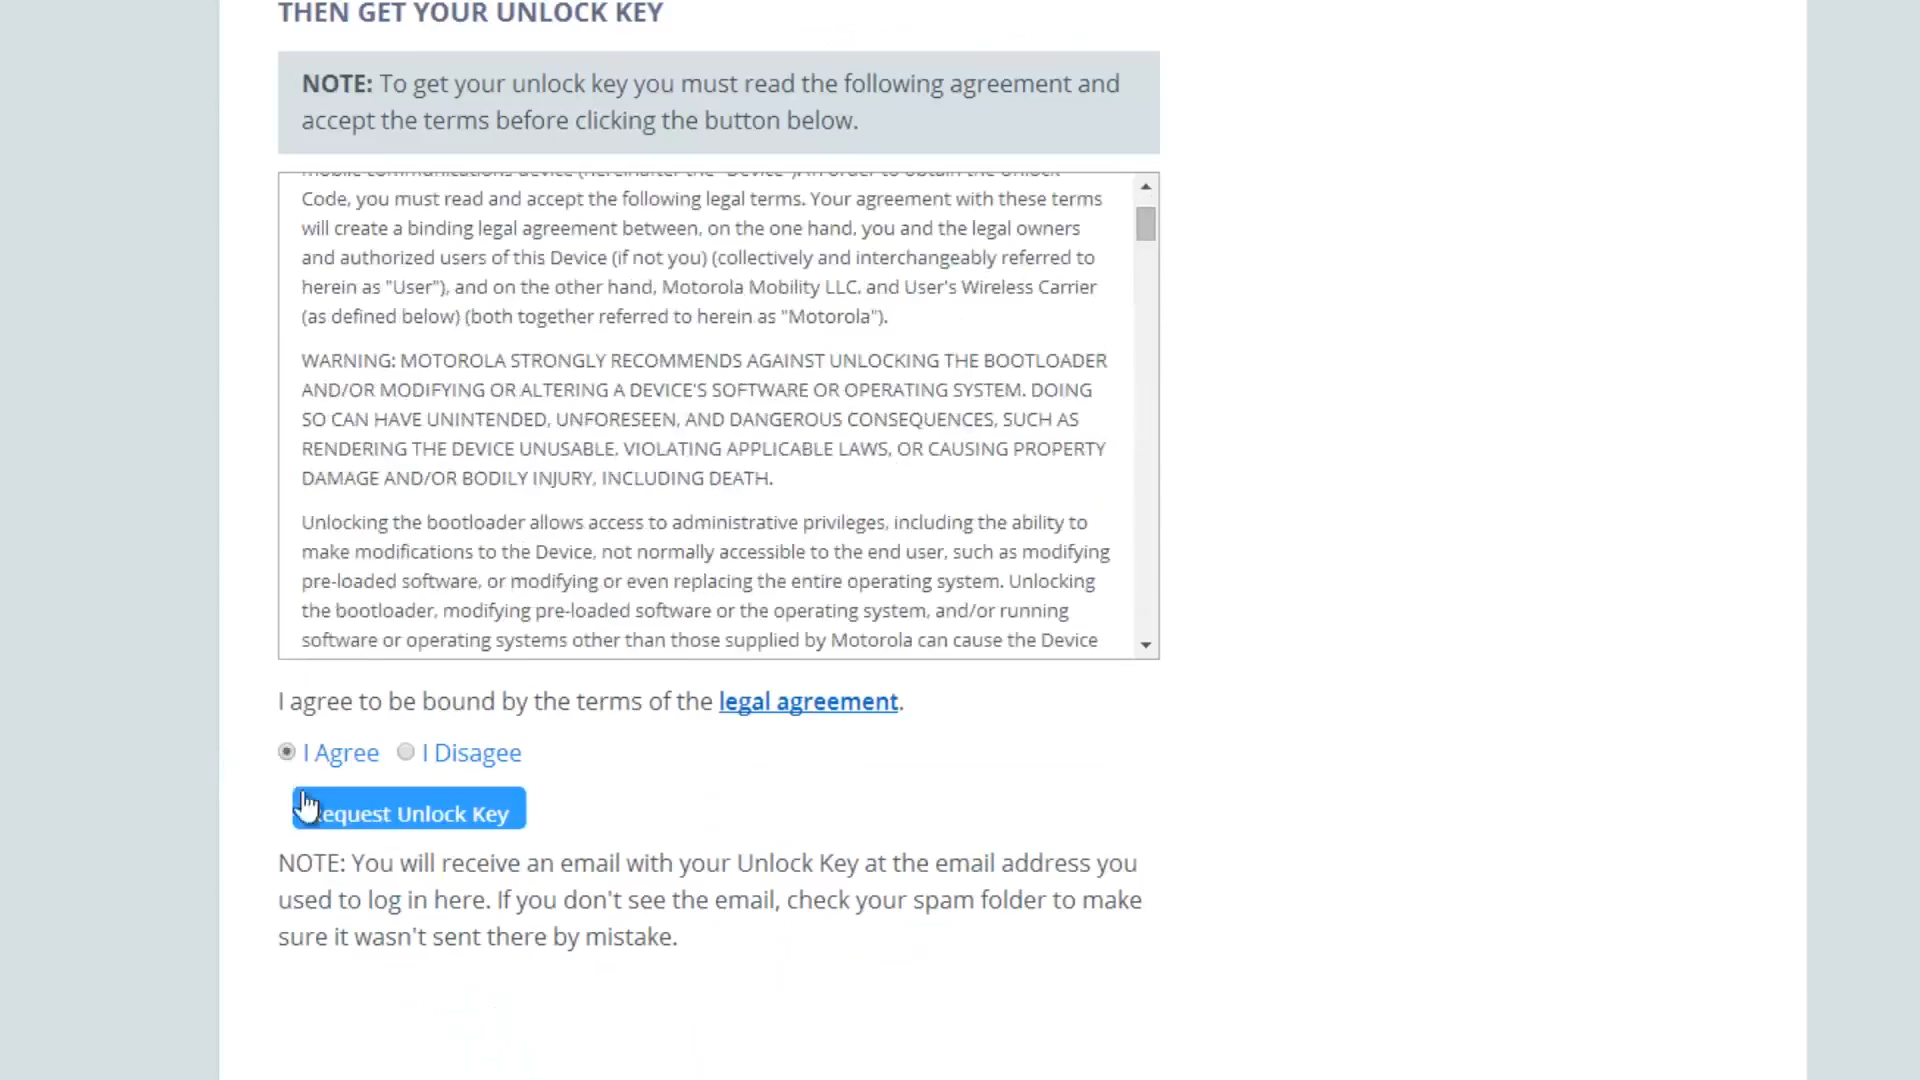 THEN GET YOUR UNLOCK KEY
NOTE: To get your unlock key you must read the following agreement and
accept the terms before clicking the button below.
Code, you must read and accept the following legal terms. Your agreement with these terms
will create a binding legal agreement between, on the one hand, you and the legal owners
and authorized users of this Device (if not you) (collectively and interchangeably referred to
herein as "User"), and on the other hand, Motorola Mobility LLC. and User's Wireless Carrier
(as defined below) (both together referred to herein as "Motorola").
WARNING: MOTOROLA STRONGLY RECOMMENDS AGAINST UNLOCKING THE BOOTLOADER
AND/OR MODIFYING OR ALTERING A DEVICE'S SOFTWARE OR OPERATING SYSTEM. DOING
SO CAN HAVE UNINTENDED, UNFORESEEN, AND DANGEROUS CONSEQUENCES, SUCH AS
RENDERING THE DEVICE UNUSABLE, VIOLATING APPLICABLE LAWS, OR CAUSING PROPERTY
DAMAGE AND/OR BODILY INJURY, INCLUDING DEATH.
Unlocking the bootloader allows access to administrative privileges, including the ability to
make modifications to the Device, not normally accessible to the end user, such as modifying
pre-loaded software, or modifying or even replacing the entire operating system. Unlocking
the bootloader, modifying pre-loaded software or the operating system, and/or running
software or operating systems other than those supplied by Motorola can cause the Device
I agree to be bound by the terms of the legal agreement.
I Agree I Disagee
equest Unlock Key
NOTE: You will receive an email with your Unlock Key at the email address you
used to log in here. If you don't see the email, check your spam folder to make
sure it wasn't sent there by mistake.